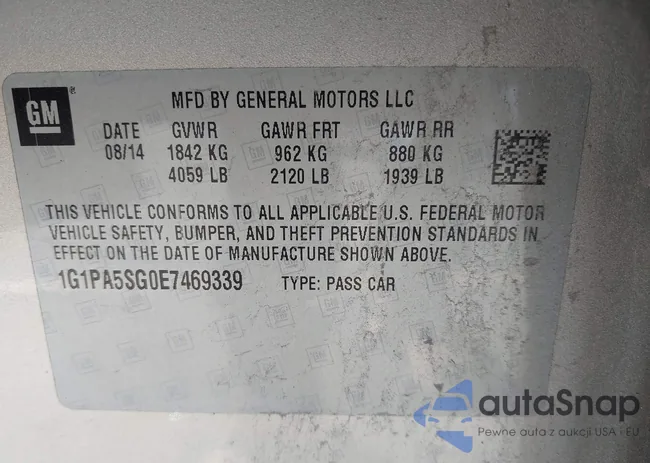 GM
MFD BY GENERAL MOTORS LLC
DATE GVWR GAWR FRT GAWR RR
08/14 1842 KG 962 KG 880 KG
4059 LB 2120 LB 1939 LB
THIS VEHICLE CONFORMS TO ALL APPLICABLE U.S. FEDERAL MOTOR
VEHICLE SAFETY, BUMPER, AND THEFT PREVENTION STANDARDS IN
EFFECT ON THE DATE OF MANUFACTURE SHOWN ABOVE.
1G1PA5SG0E7469339 TYPE: PASS CAR
autoSnap
Pewne auta z aukcji USA - EU